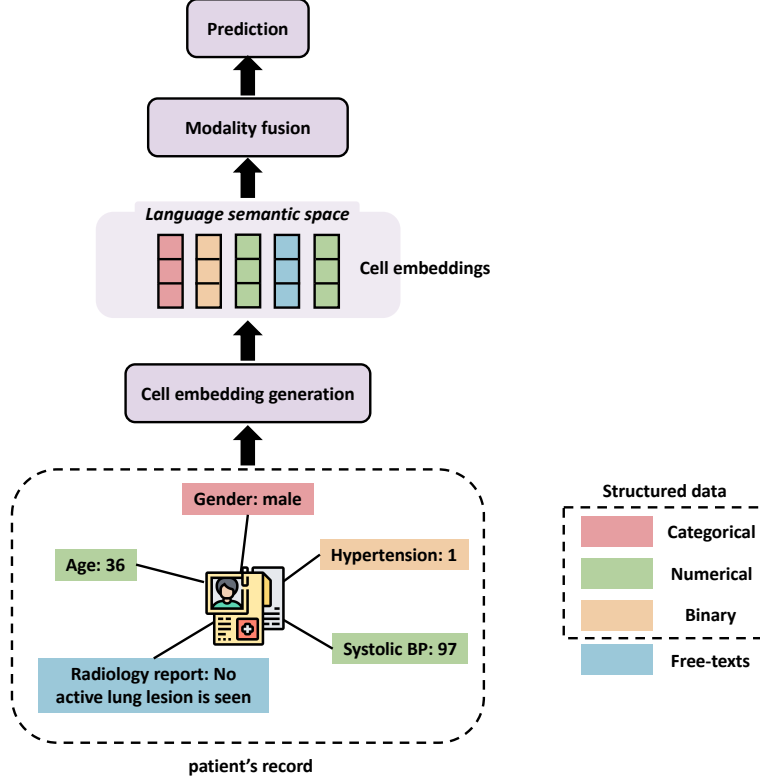 Prediction
Modality fusion
Language semantic space
Cell embeddings
Cell embedding generation
Gender: male
Age: 36
Hypertension: 1
Systolic BP: 97
Radiology report: No
active lung lesion is seen
patient's record
Structured data
Categorical
Numerical
Binary
Free-texts